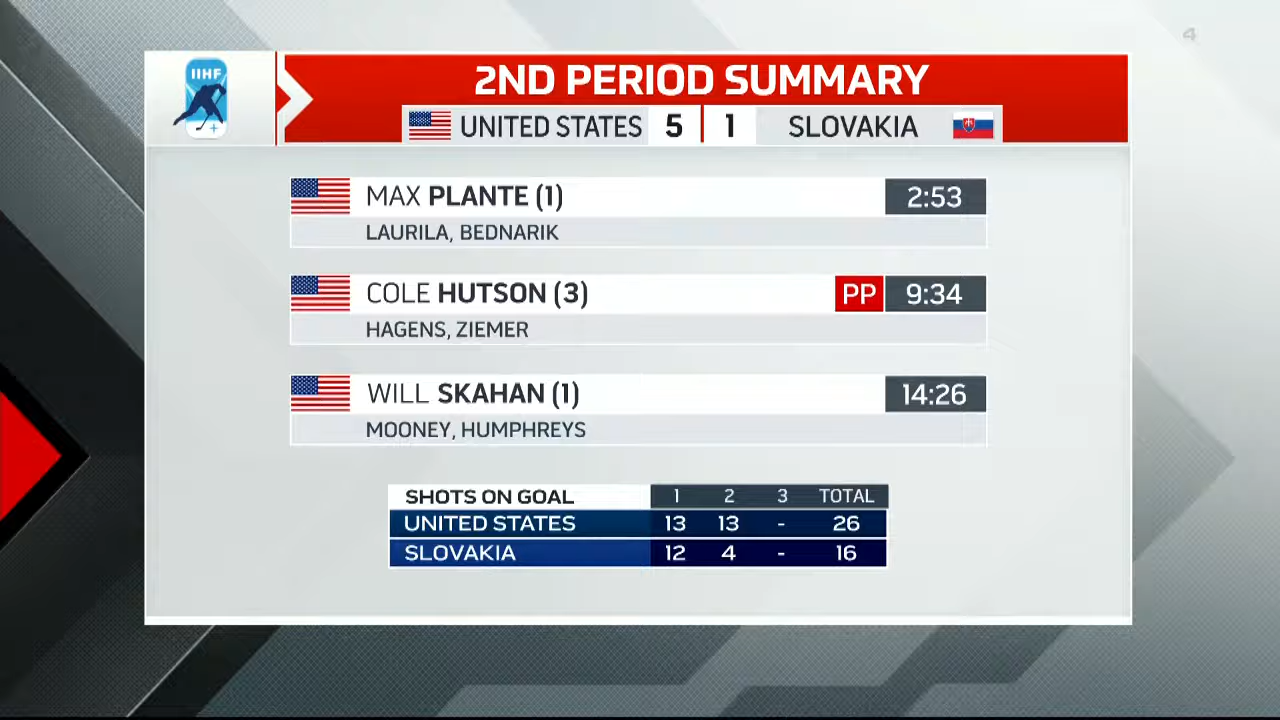 4
IIHF
2ND PERIOD SUMMARY
UNITED STATES 5 1 SLOVAKIA
MAX PLANTE (1) 2:53
LAURILA, BEDNARIK
COLE HUTSON (3) PP 9:34
HAGENS, ZIEMER
WILL SKAHAN (1) 14:26
MOONEY, HUMPHREYS
SHOTS ON GOAL 1 2 3 TOTAL
UNITED STATES 13 13 - 26
SLOVAKIA 12 4 - 16